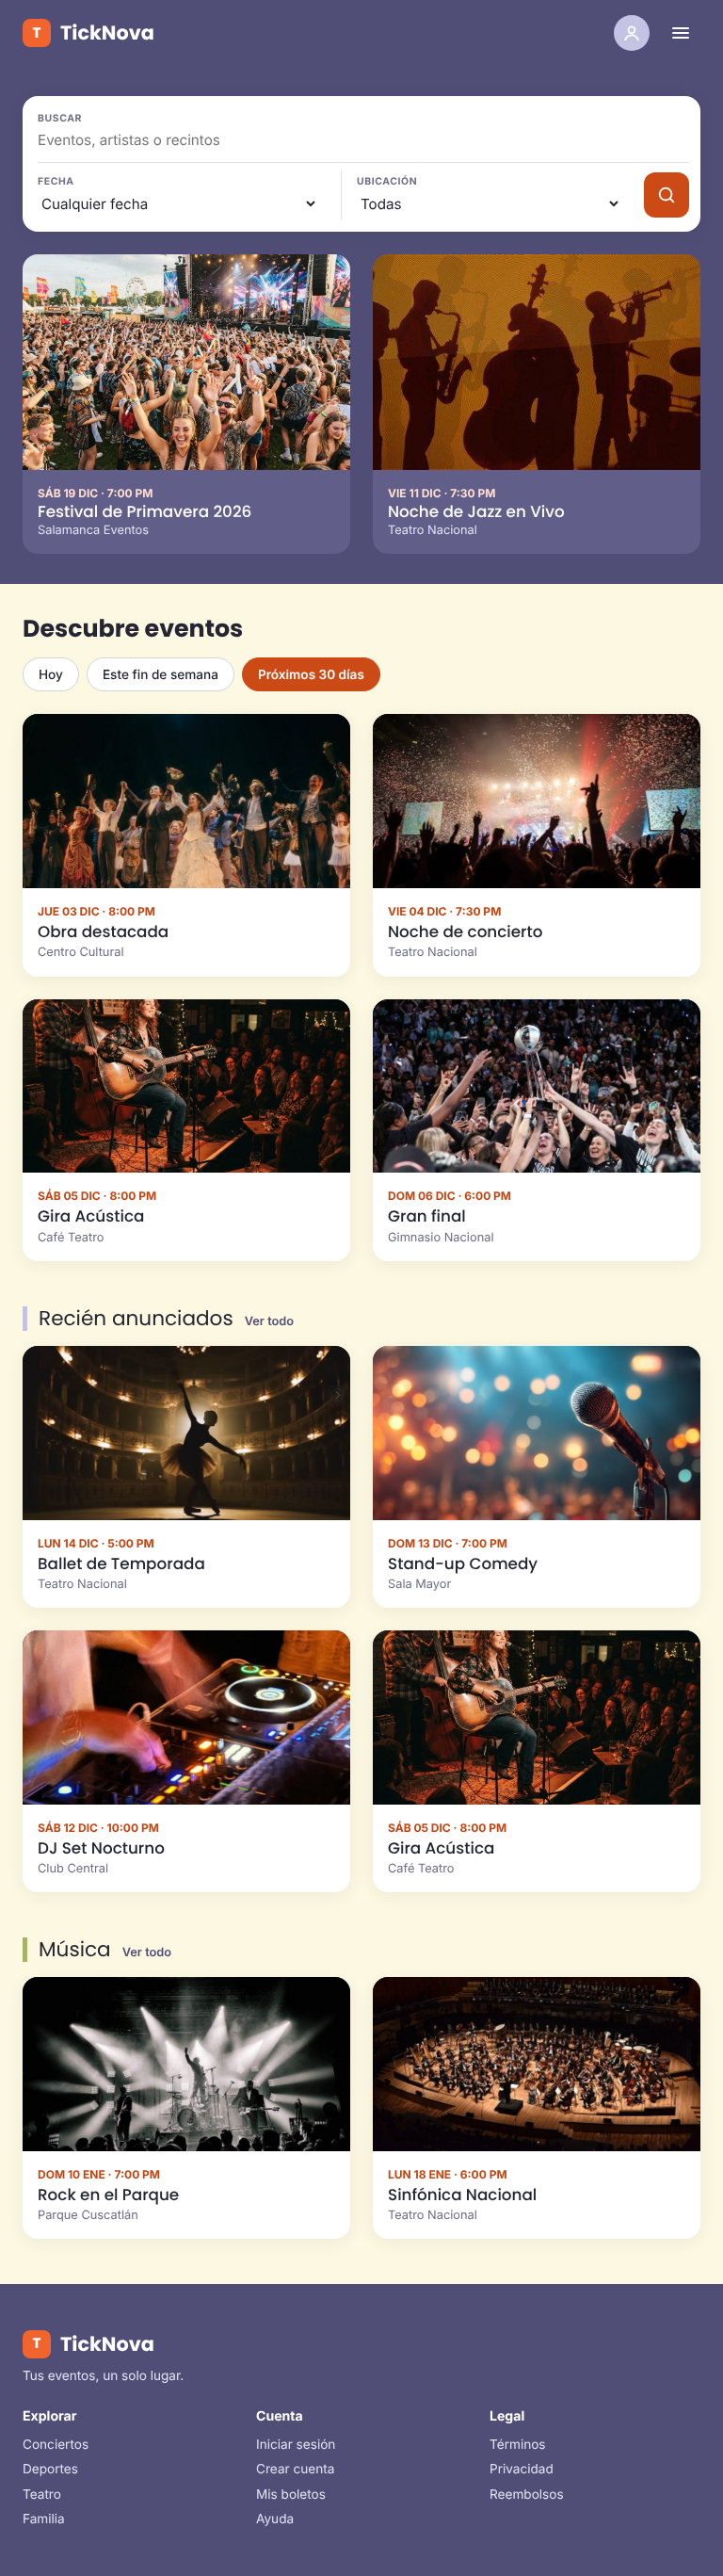 T TickNova
BUSCAR
Eventos, artistas o recintos
FECHA
Cualquier fecha
UBICACIÓN
Todas
SÁB 19 DIC · 7:00 PM
Festival de Primavera 2026
Salamanca Eventos
VIE 11 DIC · 7:30 PM
Noche de Jazz en Vivo
Teatro Nacional
Descubre eventos
Hoy
Este fin de semana
Próximos 30 días
JUE 03 DIC · 8:00 PM
Obra destacada
Centro Cultural
VIE 04 DIC · 7:30 PM
Noche de concierto
Teatro Nacional
SÁB 05 DIC · 8:00 PM
Gira Acústica
Café Teatro
DOM 06 DIC · 6:00 PM
Gran final
Gimnasio Nacional
Recién anunciados Ver todo
LUN 14 DIC · 5:00 PM
Ballet de Temporada
Teatro Nacional
DOM 13 DIC · 7:00 PM
Stand-up Comedy
Sala Mayor
SÁB 12 DIC · 10:00 PM
DJ Set Nocturno
Club Central
SÁB 05 DIC · 8:00 PM
Gira Acústica
Café Teatro
Música Ver todo
DOM 10 ENE · 7:00 PM
Rock en el Parque
Parque Cuscatlán
LUN 18 ENE · 6:00 PM
Sinfónica Nacional
Teatro Nacional
T TickNova
Tus eventos, un solo lugar.
Explorar
Conciertos
Deportes
Teatro
Familia
Cuenta
Iniciar sesión
Crear cuenta
Mis boletos
Ayuda
Legal
Términos
Privacidad
Reembolsos